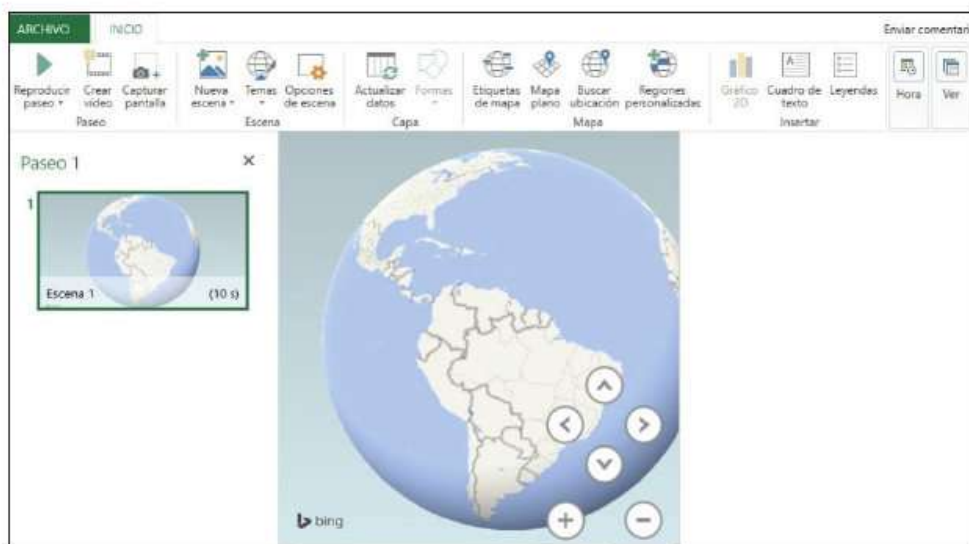 ARCHIVO INICIO Enviar comentari
Reproducir paseo
Crear vídeo
Capturar pantalla
Nueva escena
Temas
Opciones de escena
Actualizar datos
Formas
Etiquetas de mapa
Mapa plano
Buscar ubicación
Regiones personalizadas
Gráfico 2D
Cuadro de texto
Leyendas
Hora
Ver
Paseo Escena Capa Mapa Insertar
Paseo 1
1
Escena 1 (10 s)
bing